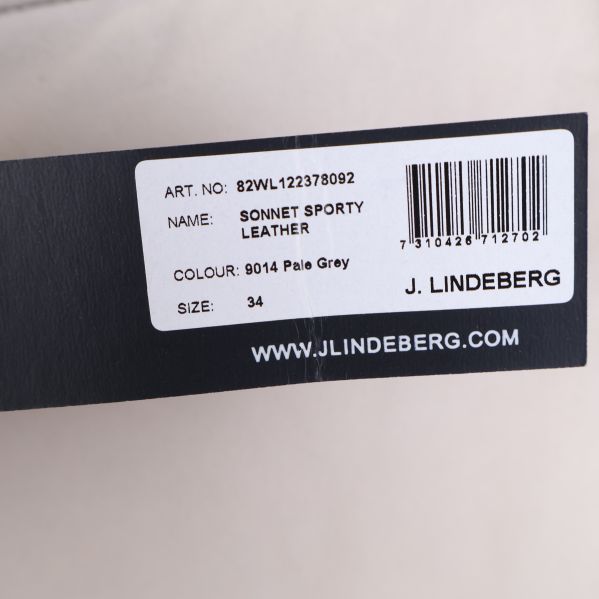 ART. NO: 82WL122378092
NAME: SONNET SPORTY
LEATHER
COLOUR: 9014 Pale Grey
SIZE: 34
7 310426 712702
J. LINDEBERG
WWW.JLINDEBERG.COM